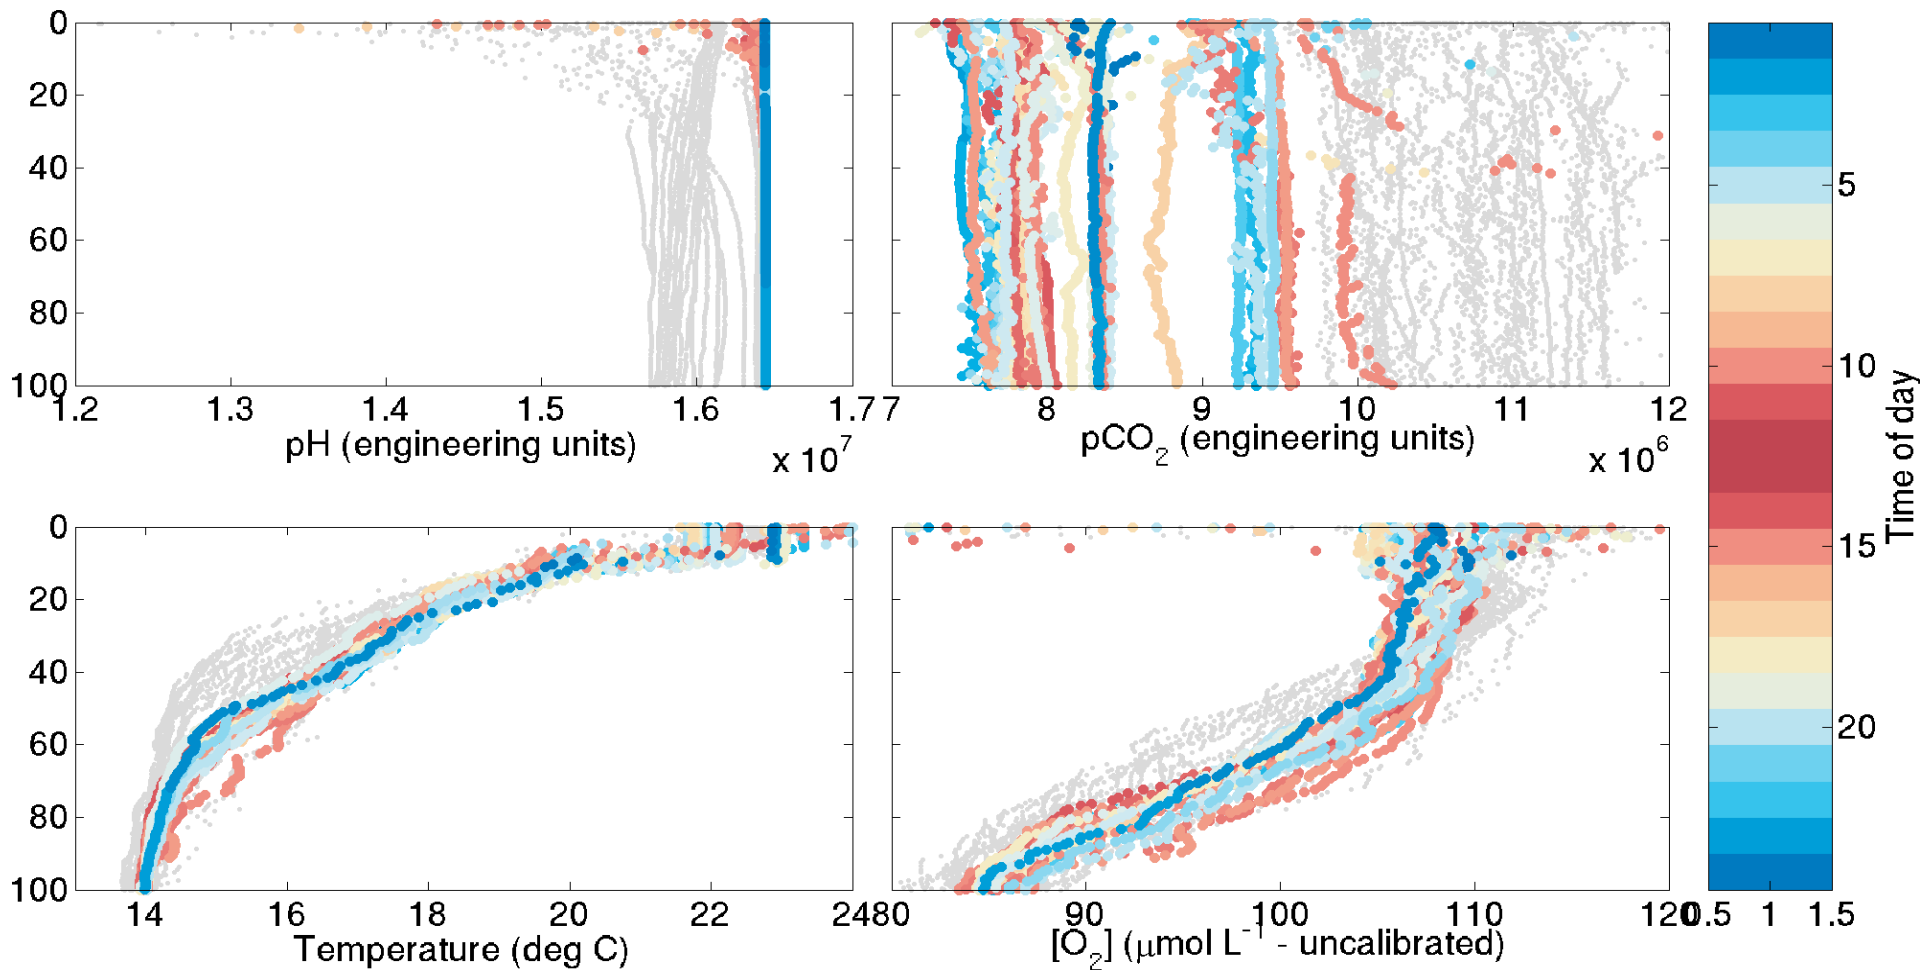 0
20
40
60
80
100
1.2 1.3 1.4 1.5 1.6 1.7
pH (engineering units)
x 10^7
7 8 9 10 11 12
pCO_2 (engineering units)
x 10^6
0
20
40
60
80
100
14 16 18 20 22 24
Temperature (deg C)
80 90 100 110 120
[O_2] (μmol L^-1 - uncalibrated)
5
10
15
20
Time of day
0.5 1 1.5